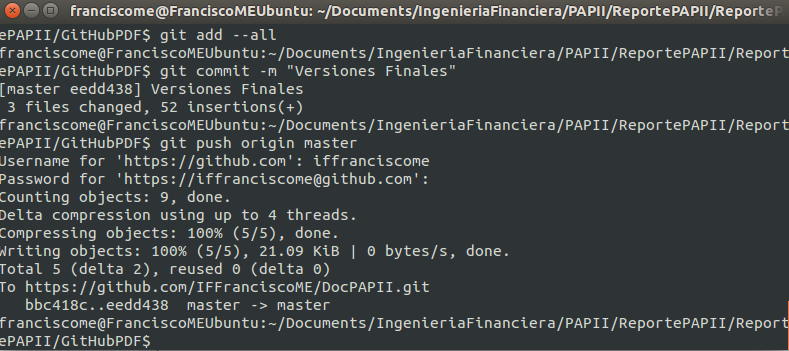 franciscome@FranciscoMEUbuntu: ~/Documents/IngenieriaFinanciera/PAPII/ReportePAPII/ReporteP
ePAPII/GitHubPDF$ git add --all
franciscome@FranciscoMEUbuntu:~/Documents/IngenieriaFinanciera/PAPII/ReportePAPII/Report
ePAPII/GitHubPDF$ git commit -m "Versiones Finales"
[master eedd438] Versiones Finales
3 files changed, 52 insertions(+)
franciscome@FranciscoMEUbuntu:~/Documents/IngenieriaFinanciera/PAPII/ReportePAPII/Report
ePAPII/GitHubPDF$ git push origin master
Username for 'https://github.com': iffranciscome
Password for 'https://iffranciscome@github.com':
Counting objects: 9, done.
Delta compression using up to 4 threads.
Compressing objects: 100% (5/5), done.
Writing objects: 100% (5/5), 21.09 KiB | 0 bytes/s, done.
Total 5 (delta 2), reused 0 (delta 0)
To https://github.com/IFFranciscoME/DocPAPII.git
bbc418c..eedd438  master -> master
franciscome@FranciscoMEUbuntu:~/Documents/IngenieriaFinanciera/PAPII/ReportePAPII/Report
ePAPII/GitHubPDF$